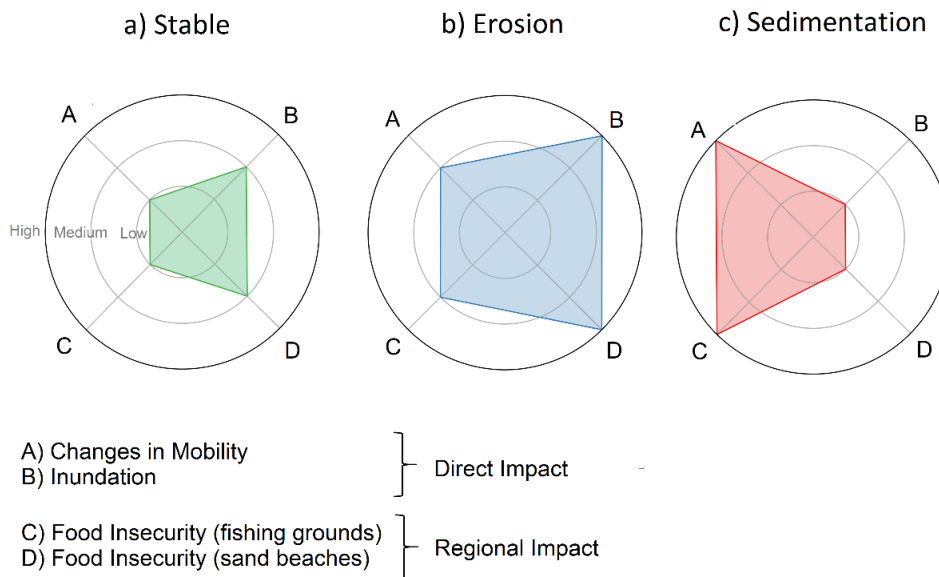 a) Stable
b) Erosion
c) Sedimentation
A
B
A
B
A
B
High
Medium
Low
C
D
C
D
C
D
A) Changes in Mobility
B) Inundation
Direct Impact
C) Food Insecurity (fishing grounds)
D) Food Insecurity (sand beaches)
Regional Impact